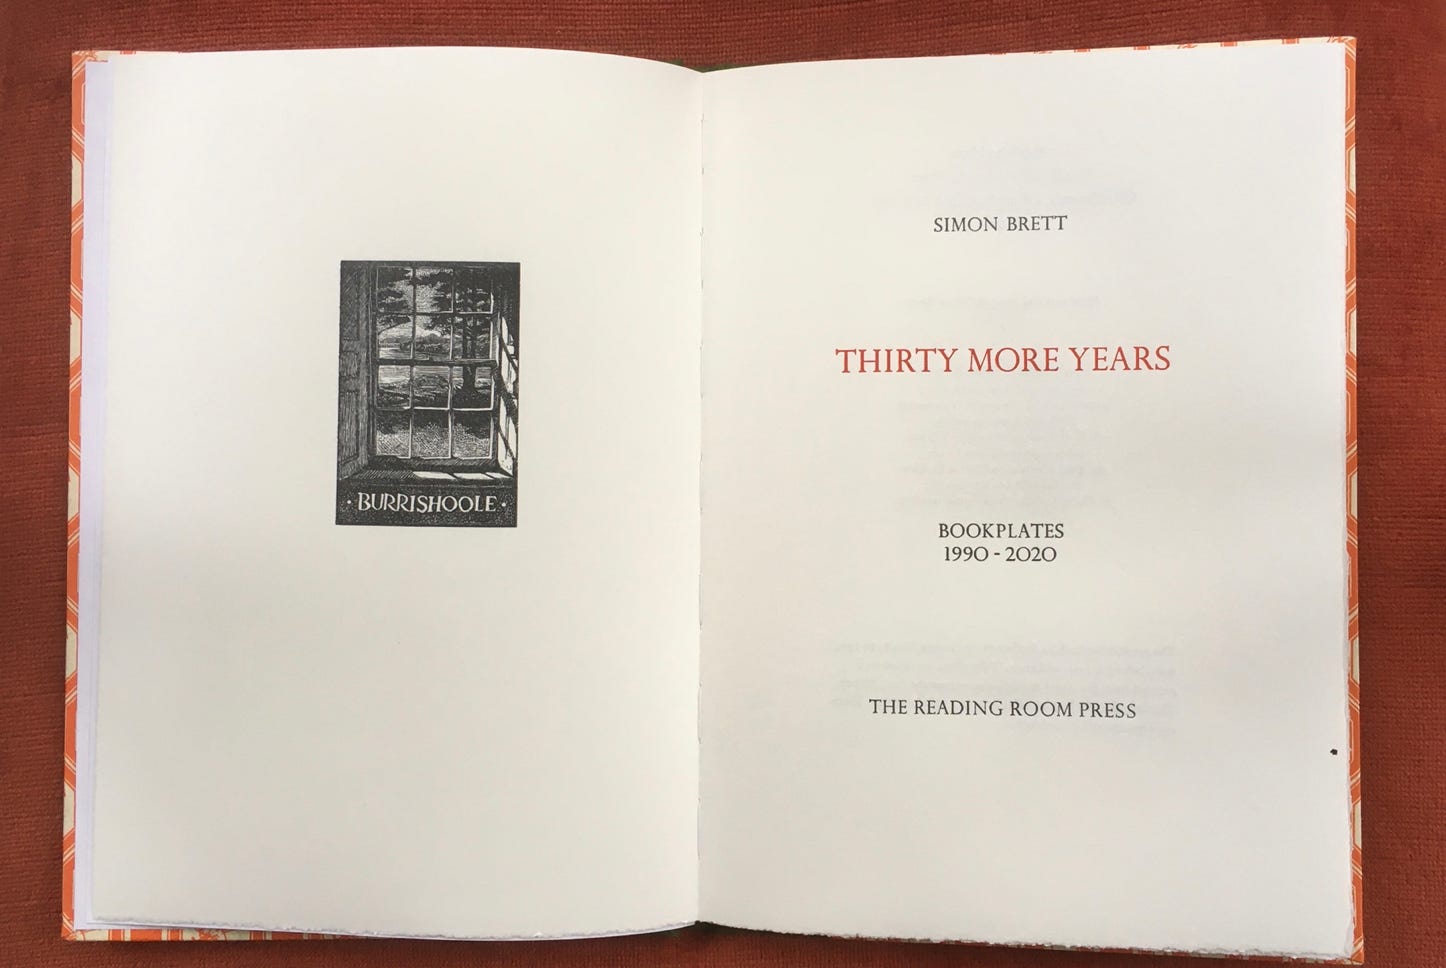 · BURRISHOOLE ·
SIMON BRETT
THIRTY MORE YEARS
BOOKPLATES
1990 - 2020
THE READING ROOM PRESS